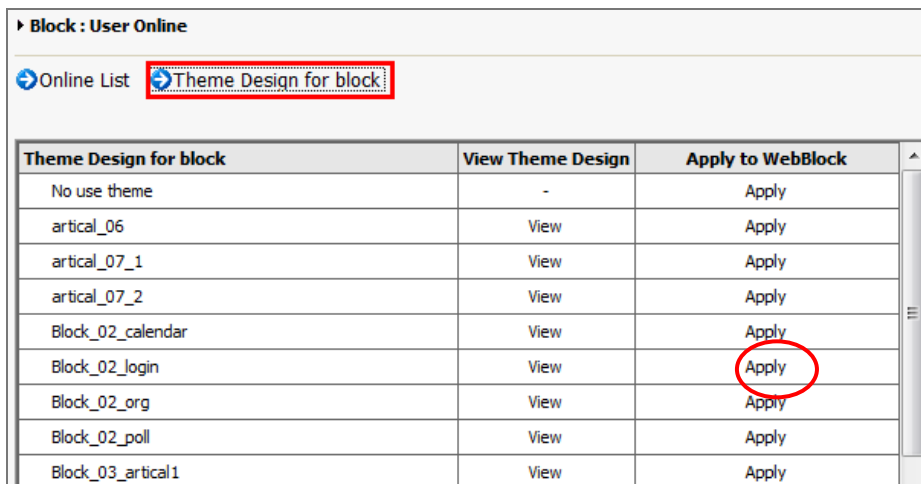 Block : User Online
Online List Theme Design for block
Theme Design for block View Theme Design Apply to WebBlock
No use theme - Apply
artical_06 View Apply
artical_07_1 View Apply
artical_07_2 View Apply
Block_02_calendar View Apply
Block_02_login View Apply
Block_02_org View Apply
Block_02_poll View Apply
Block_03_artical1 View Apply